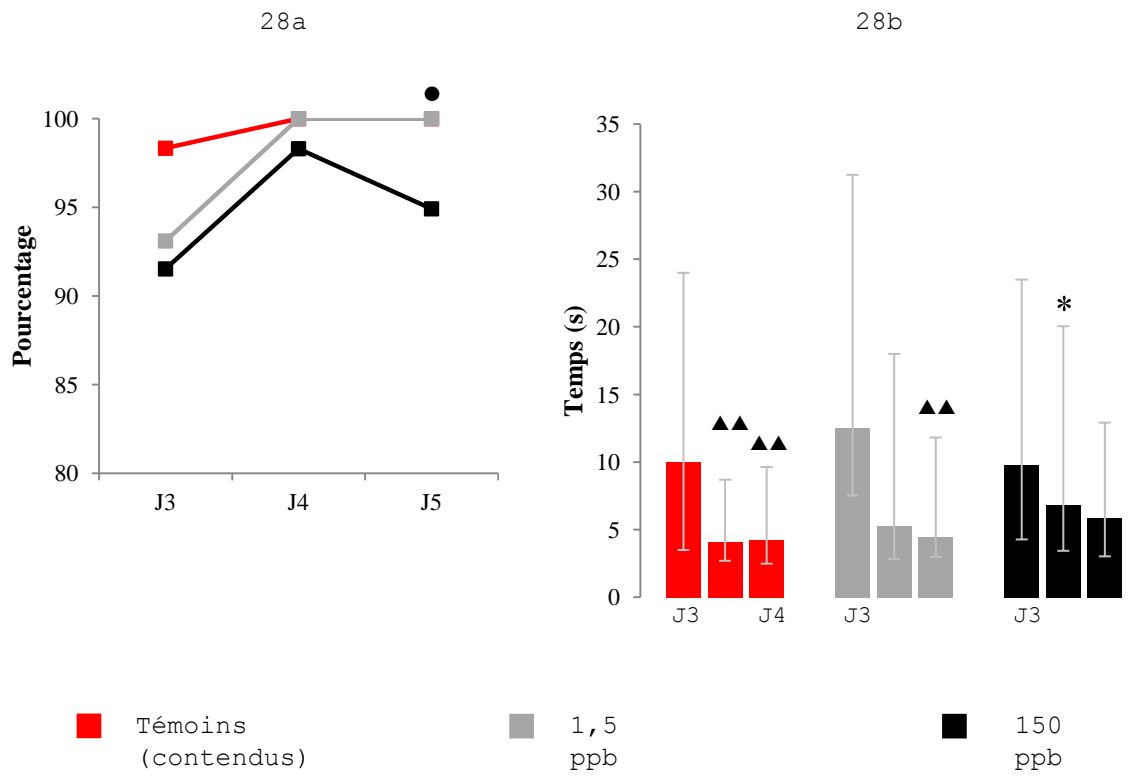 28a
28b
Pourcentage
100
95
90
85
80
J3
J4
J5
Temps (s)
35
30
25
20
15
10
5
0
*
J3
J4
J3
J3
Témoins
(contendus)
1,5
ppb
150
ppb